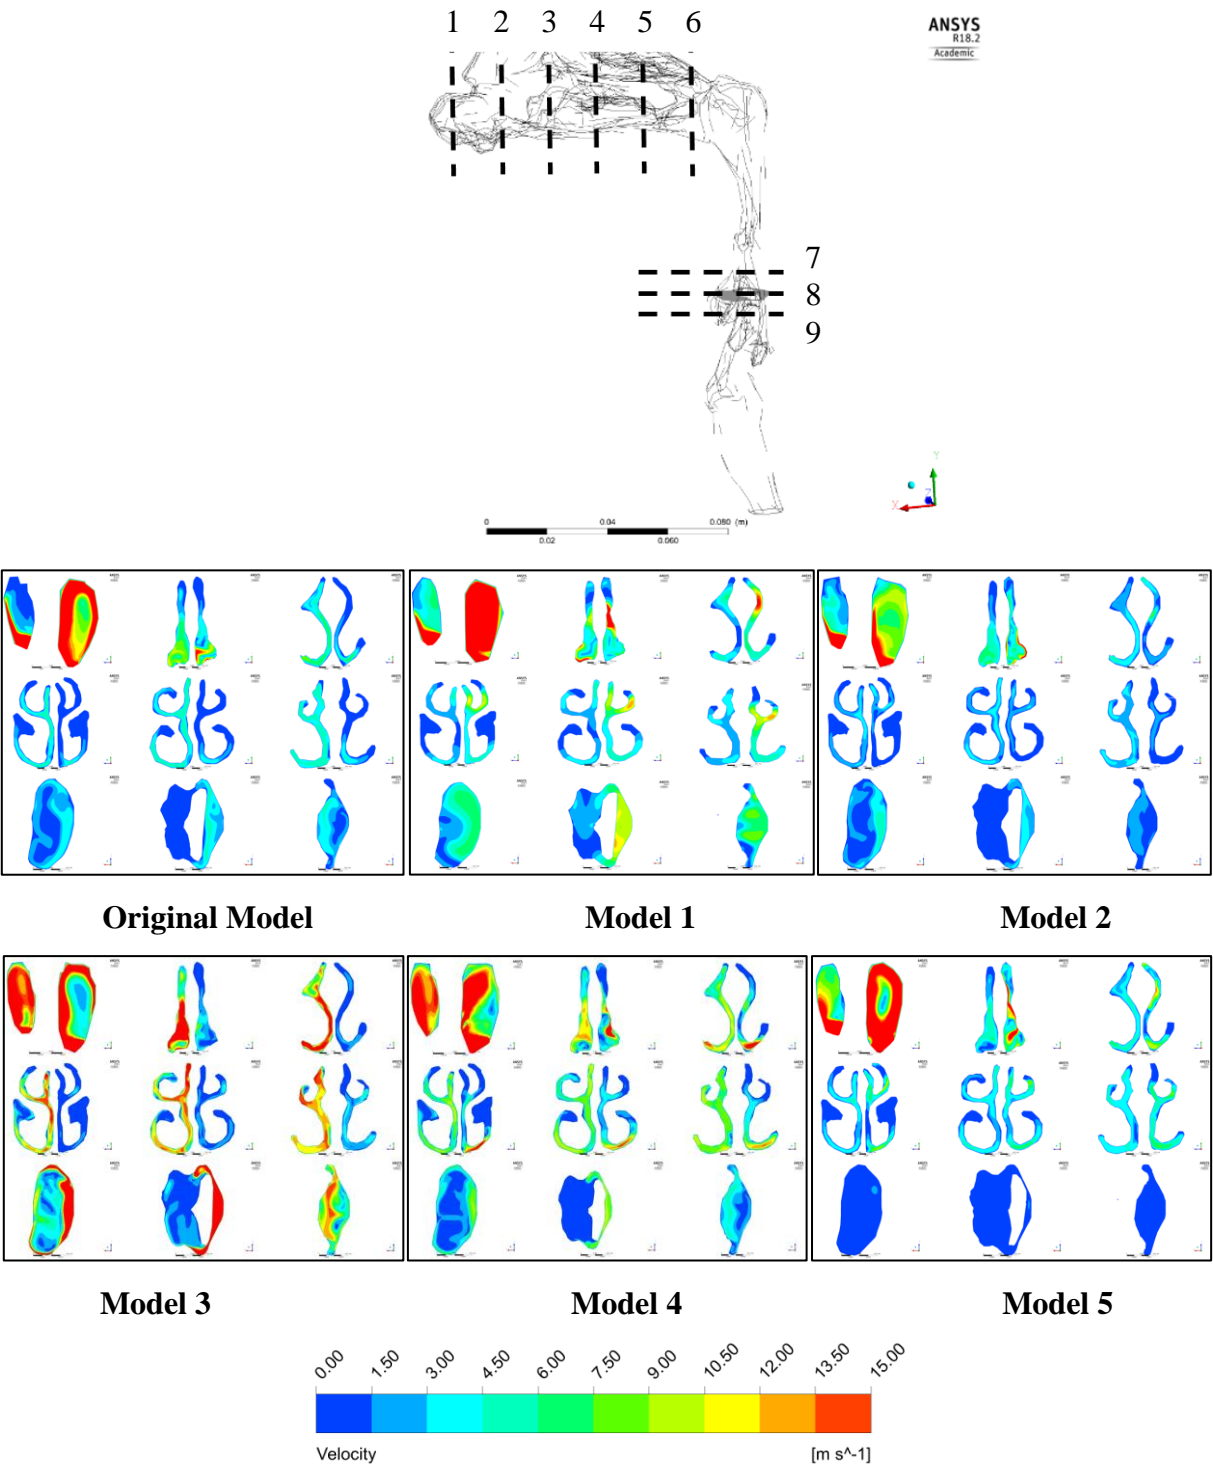 1 2 3 4 5 6
ANSYS
R18.2
Academic
7
8
9
Y
X
Z
0 0.04 0.080 (m)
0.02 0.060
Original Model Model 1 Model 2
Model 3 Model 4 Model 5
0.00 1.50 3.00 4.50 6.00 7.50 9.00 10.50 12.00 13.50 15.00
Velocity [m s^-1]